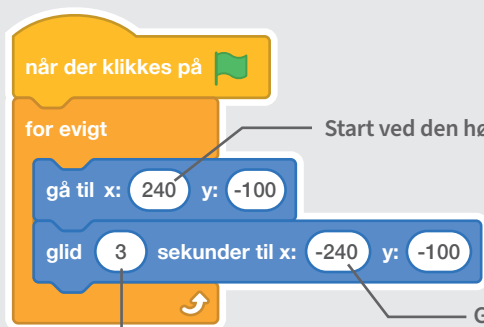 når der klikkes på
for evigt
Start ved den hø
gå til x: 240 y: -100
glid 3 sekunder til x: -240 y: -100
G